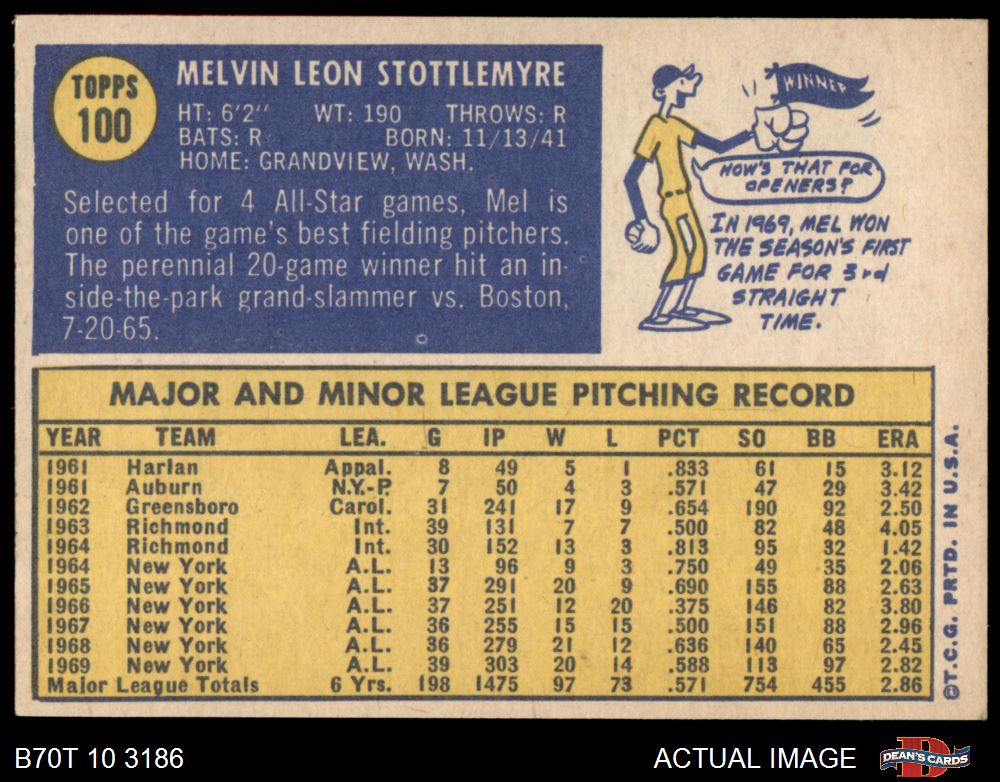 TOPPS
100
MELVIN LEON STOTTLEMYRE
HT: 6'2" WT: 190 THROWS: R
BATS: R BORN: 11/13/41
HOME: GRANDVIEW, WASH.
Selected for 4 All-Star games, Mel is
one of the game's best fielding pitchers.
The perennial 20-game winner hit an in-
side-the-park grand-slammer vs. Boston,
7-20-65.
WINNER
HOW'S THAT FOR
OPENERS?
IN 1969, MEL WON
THE SEASON'S FIRST
GAME FOR 3rd
STRAIGHT
TIME.
MAJOR AND MINOR LEAGUE PITCHING RECORD
YEAR TEAM LEA. G IP W L PCT SO BB ERA
1961 Harlan Appal. 8 49 5 1 .833 61 15 3.12
1961 Auburn N.Y.-P. 7 50 4 3 .571 47 29 3.42
1962 Greensboro Carol. 31 241 17 9 .654 190 92 2.50
1963 Richmond Int. 39 131 7 7 .500 82 48 4.05
1964 Richmond Int. 30 152 13 3 .813 95 32 1.42
1964 New York A.L. 13 96 9 3 .750 49 35 2.06
1965 New York A.L. 37 291 20 9 .690 155 88 2.63
1966 New York A.L. 37 251 12 20 .375 146 82 3.80
1967 New York A.L. 36 255 15 15 .500 151 88 2.96
1968 New York A.L. 36 279 21 12 .636 140 65 2.45
1969 New York A.L. 39 303 20 14 .588 113 97 2.82
Major League Totals 6 Yrs. 198 1475 97 73 .571 754 455 2.86
©T.C.G. PRTD. IN U.S.A.
B70T 10 3186
ACTUAL IMAGE
D
DEAN'S CARDS